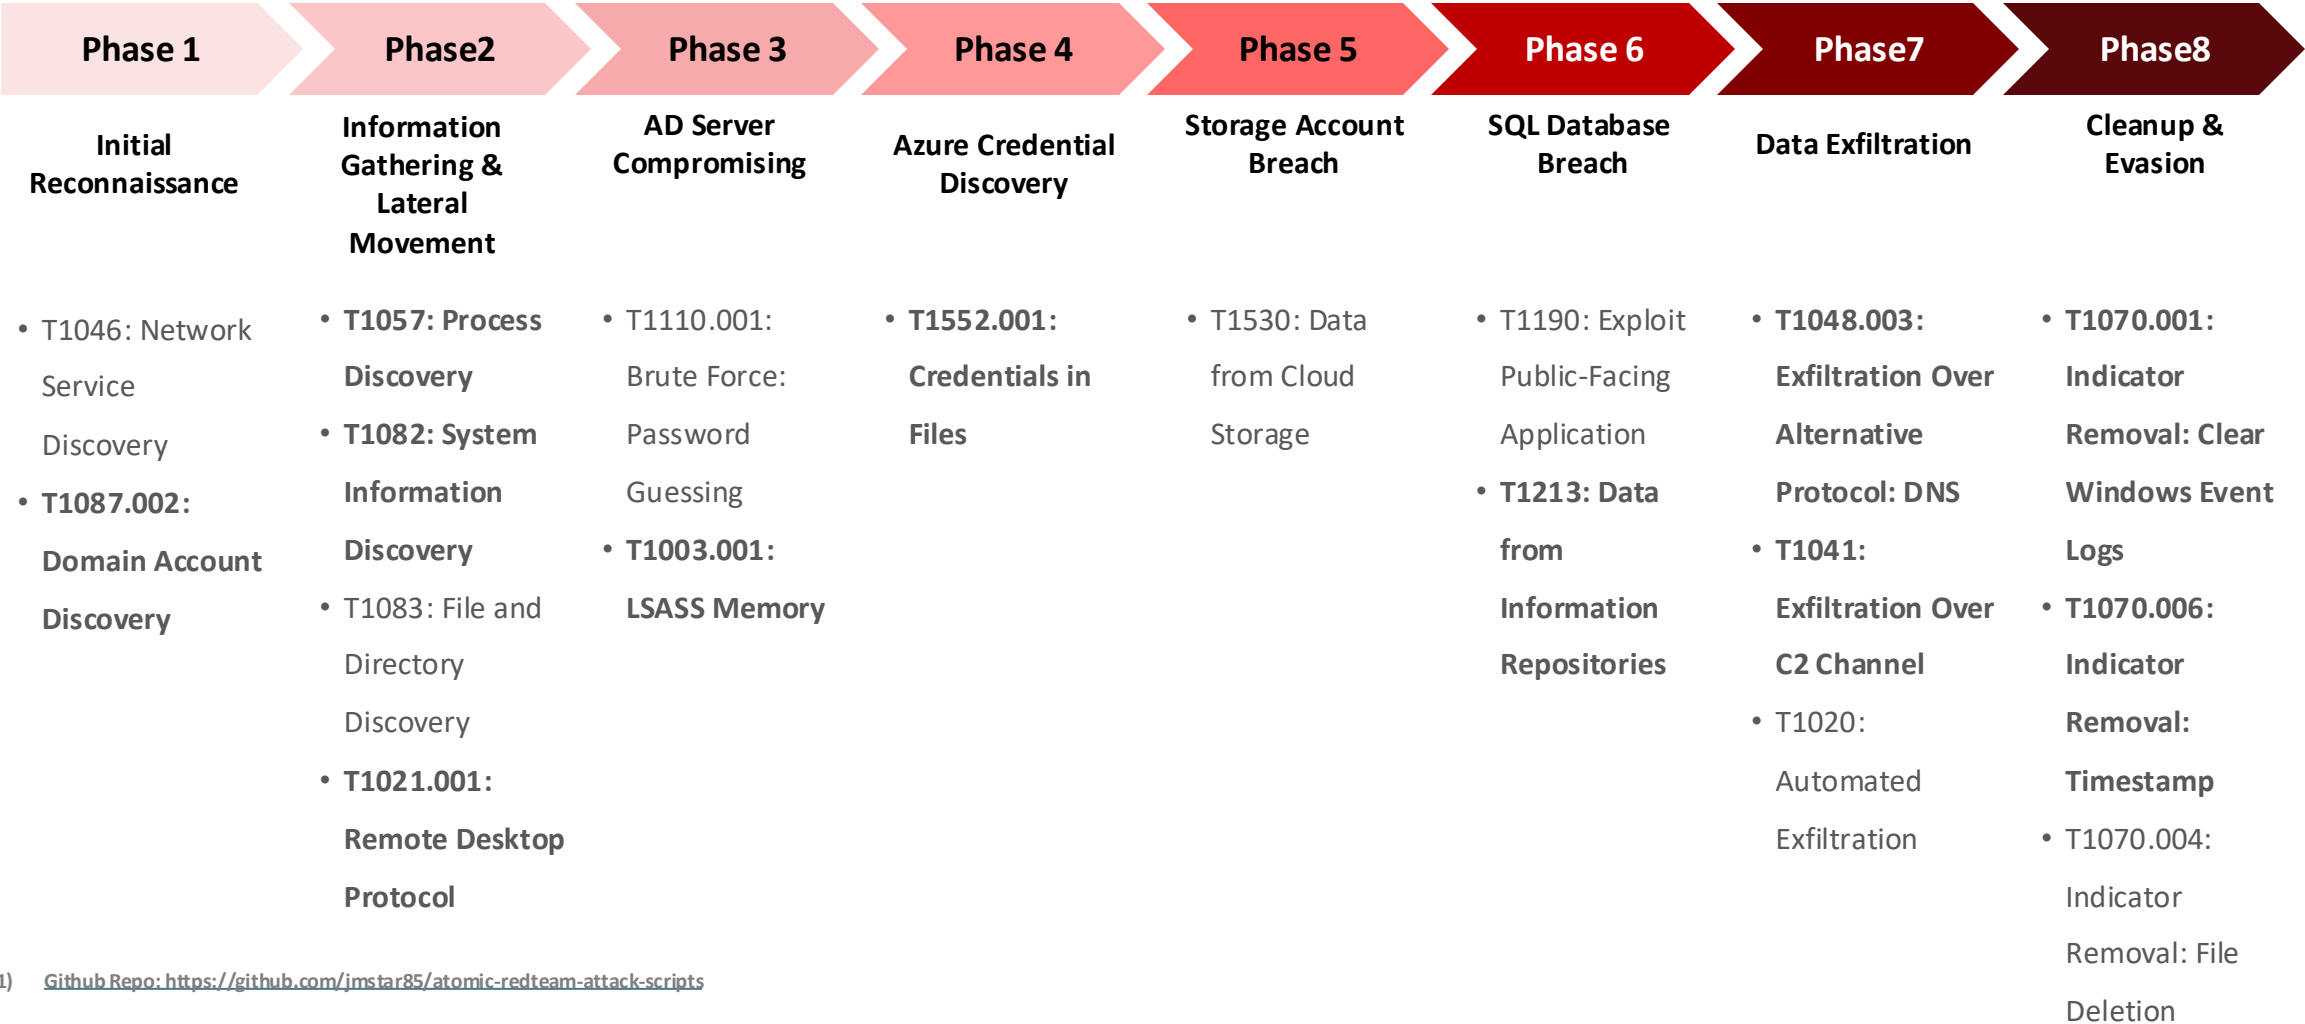 Phase 1
Phase2
Phase 3
Phase 4
Phase 5
Phase 6
Phase7
Phase8
Initial
Reconnaissance
Information
Gathering &
Lateral
Movement
AD Server
Compromising
Azure Credential
Discovery
Storage Account
Breach
SQL Database
Breach
Data Exfiltration
Cleanup &
Evasion
• T1046: Network
Service
Discovery
• T1087.002:
Domain Account
Discovery
• T1057: Process
Discovery
• T1082: System
Information
Discovery
• T1083: File and
Directory
Discovery
• T1021.001:
Remote Desktop
Protocol
• T1110.001:
Brute Force:
Password
Guessing
• T1003.001:
LSASS Memory
• T1552.001:
Credentials in
Files
• T1530: Data
from Cloud
Storage
• T1190: Exploit
Public-Facing
Application
• T1213: Data
from
Information
Repositories
• T1048.003:
Exfiltration Over
Alternative
Protocol: DNS
• T1041:
Exfiltration Over
C2 Channel
• T1020:
Automated
Exfiltration
• T1070.001:
Indicator
Removal: Clear
Windows Event
Logs
• T1070.006:
Indicator
Removal:
Timestamp
• T1070.004:
Indicator
Removal: File
Deletion
1) Github Repo: https://github.com/jmstar85/atomic-redteam-attack-scripts